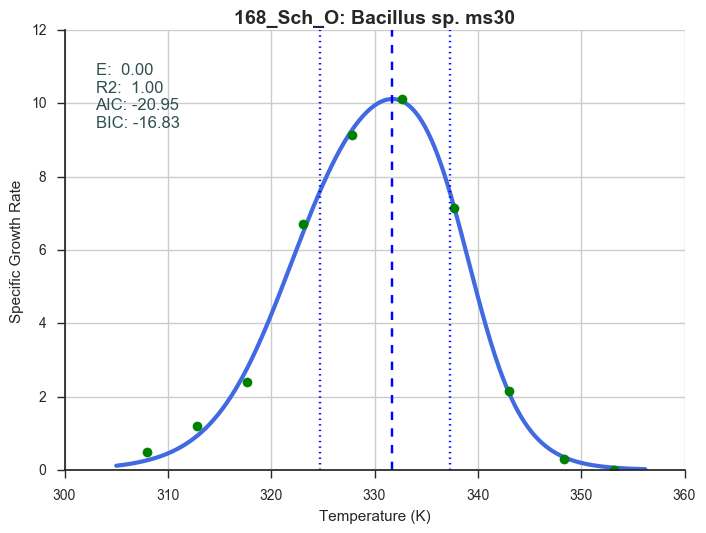 168_Sch_O: Bacillus sp. ms30
12
E:  0.00
R2:  1.00
AIC: -20.95
BIC: -16.83
10
8
6
4
2
0
Specific Growth Rate
300 310 320 330 340 350 360
Temperature (K)